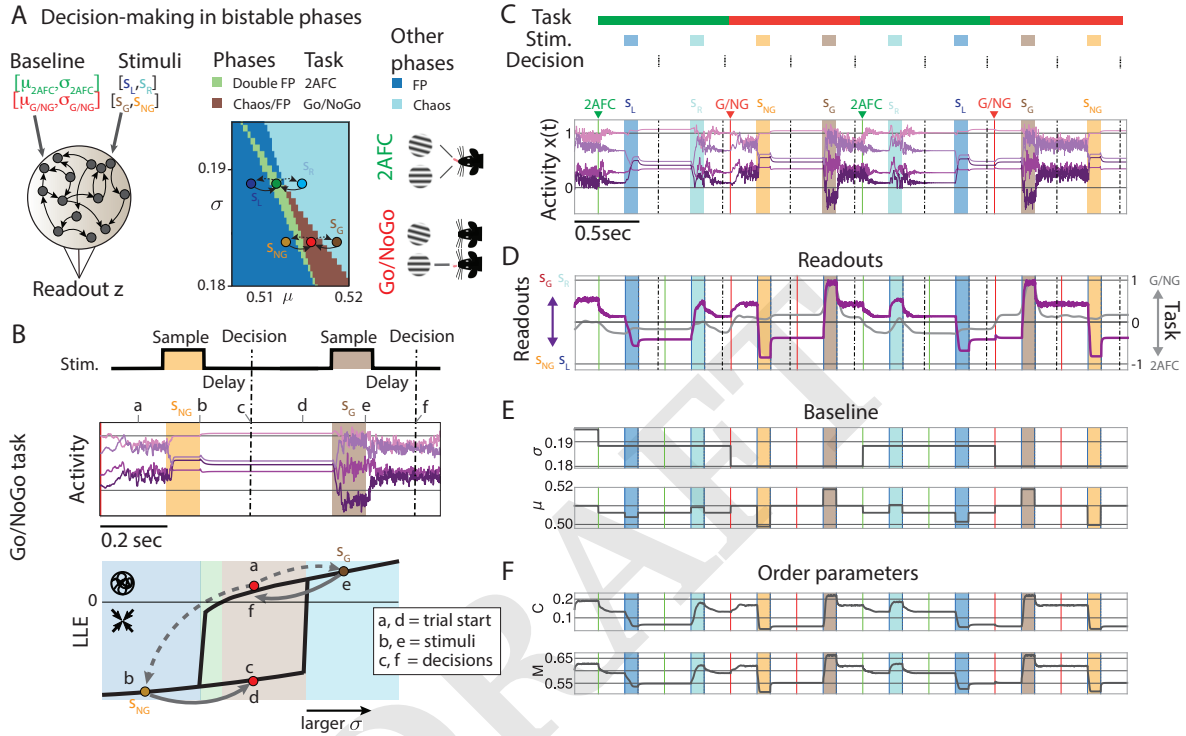 A Decision-making in bistable phases
Baseline Stimuli
[μ2AFC,σ2AFC] [SL,SR]
[μG/NG,σG/NG] [SG,SNG]
Readout z
Phases Task
Double FP 2AFC
Chaos/FP Go/NoGo
Other
phases
FP
Chaos
0.19
σ
0.18
0.51 μ 0.52
SR
SL
SG
SNG
2AFC
Go/NoGo
B
Sample Decision Sample Decision
Stim.
Delay Delay
a SNG b c d SG e f
Activity
Go/NoGo task
0.2 sec
LLE
0
a
SG
e
f
b
SNG
c
d
a, d = trial start
b, e = stimuli
c, f = decisions
larger σ
C
Task
Stim.
Decision
2AFC SL SR G/NG SNG SG 2AFC SR SL G/NG SG SNG
Activity x(t)
1
0
0.5sec
D Readouts
SG SR
Readouts
SNG SL
1
0
-1
G/NG
Task
2AFC
E Baseline
σ
0.19
0.18
μ
0.52
0.50
F Order parameters
C
0.2
0.1
M
0.65
0.55
DRAFT